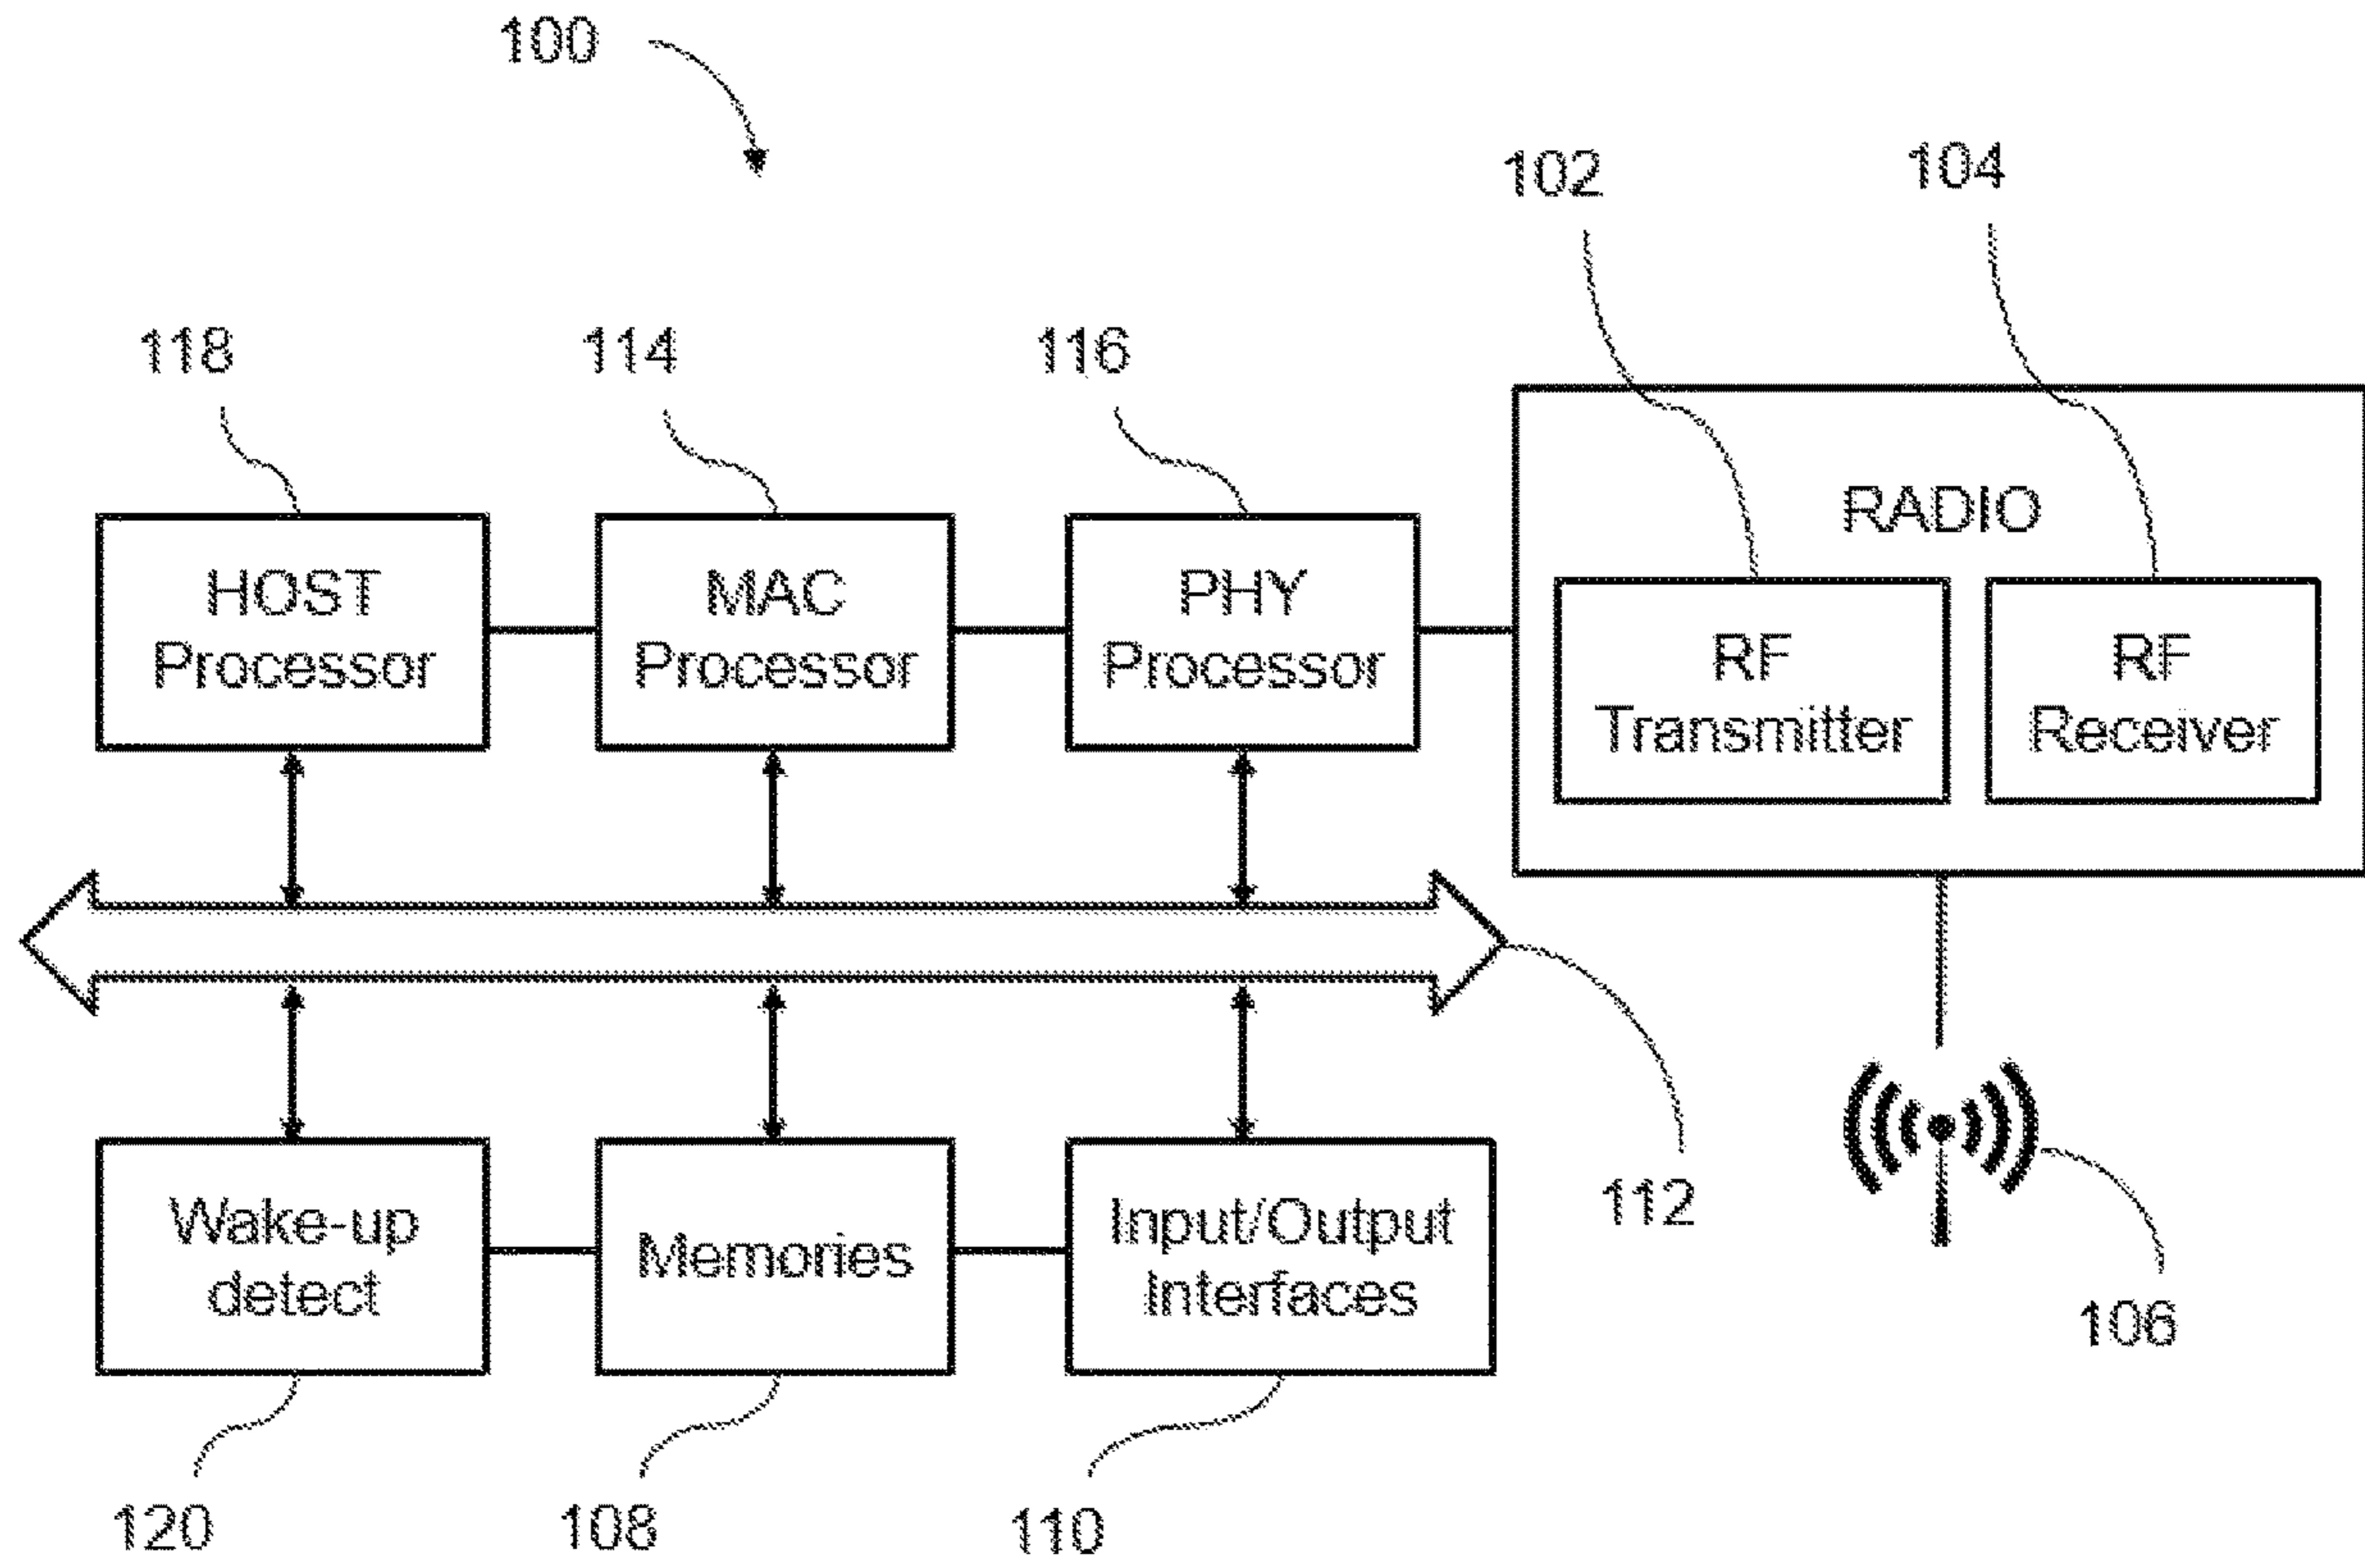 100
102
104
118
114
116
RADIO
HOST
Processor
MAC
Processor
PHY
Processor
RF
Transmitter
RF
Receiver
112
Wake-up
detect
Memories
Input/Output
Interfaces
106
120
108
110